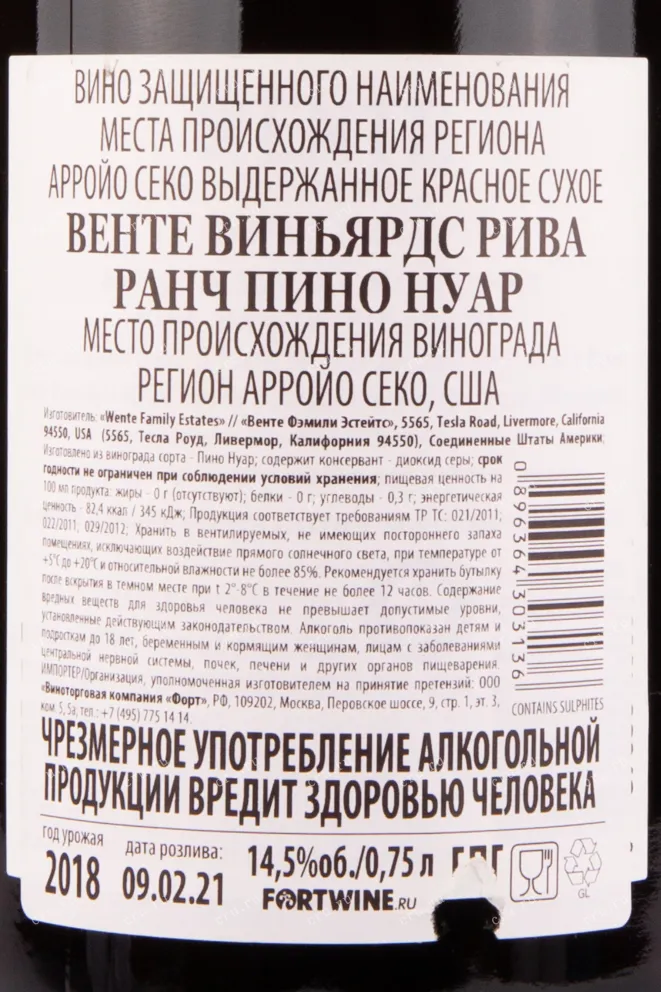 ВИНО ЗАЩИЩЕННОГО НАИМЕНОВАНИЯ
МЕСТА ПРОИСХОЖДЕНИЯ РЕГИОНА
АРРОЙО СЕКО ВЫДЕРЖАННОЕ КРАСНОЕ СУХОЕ
ВЕНТЕ ВИНЬЯРДС РИВА
РАНЧ ПИНО НУАР
МЕСТО ПРОИСХОЖДЕНИЯ ВИНОГРАДА
РЕГИОН АРРОЙО СЕКО, США
Изготовитель: «Wente Family Estates» // «Венте Фэмили Эстейтс», 5565, Tesla Road, Livermore, California
94550, USA (5565, Тесла Роуд, Ливермор, Калифорния 94550), Соединенные Штаты Америки.
Изготовлено из винограда сорта - Пино Нуар; содержит консервант - диоксид серы; срок
годности не ограничен при соблюдении условий хранения; пищевая ценность на
100 мл продукта: жиры - 0 г (отсутствуют); белки - 0 г; углеводы - 0,3 г; энергетическая
ценность - 82,4 ккал / 345 кДж; Продукция соответствует требованиям ТР ТС: 021/2011;
022/2011; 029/2012; Хранить в вентилируемых, не имеющих постороннего запаха
помещениях, исключающих воздействие прямого солнечного света, при температуре от
+5°C до +20°C и относительной влажности не более 85%. Рекомендуется хранить бутылку
после вскрытия в темном месте при t 2°-8°C в течение не более 12 часов. Содержание
вредных веществ для здоровья человека не превышает допустимые уровни,
установленные действующим законодательством. Алкоголь противопоказан детям и
подросткам до 18 лет, беременным и кормящим женщинам, лицам с заболеваниями
центральной нервной системы, почек, печени и других органов пищеварения.
ИМПОРТЕР/Организация, уполномоченная изготовителем на принятие претензий: ООО
«Виноторговая компания «Форт», РФ, 109202, Москва, Перовское шоссе, 9, стр. 1, эт. 3,
ком. 5, 5а, тел.: +7 (495) 775 14 14.
0 89636 4 303136
CONTAINS SULPHITES
ЧРЕЗМЕРНОЕ УПОТРЕБЛЕНИЕ АЛКОГОЛЬНОЙ
ПРОДУКЦИИ ВРЕДИТ ЗДОРОВЬЮ ЧЕЛОВЕКА
год урожая
2018
дата розлива:
09.02.21
14,5%об./0,75 л
FORTWINE.RU
GL